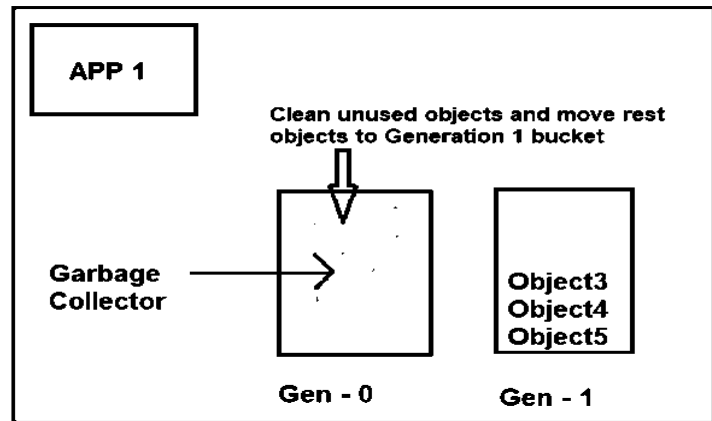 APP 1
Clean unused objects and move rest
objects to Generation 1 bucket
Garbage
Collector
Object3
Object4
Object5
Gen - 0
Gen - 1